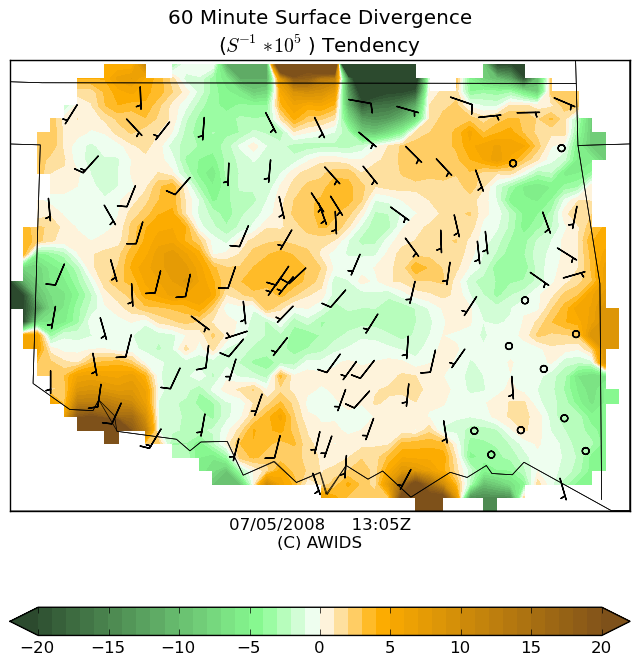 60 Minute Surface Divergence
(S⁻¹ * 10⁵ ) Tendency
07/05/2008 13:05Z
(C) AWIDS
−20 −15 −10 −5 0 5 10 15 20